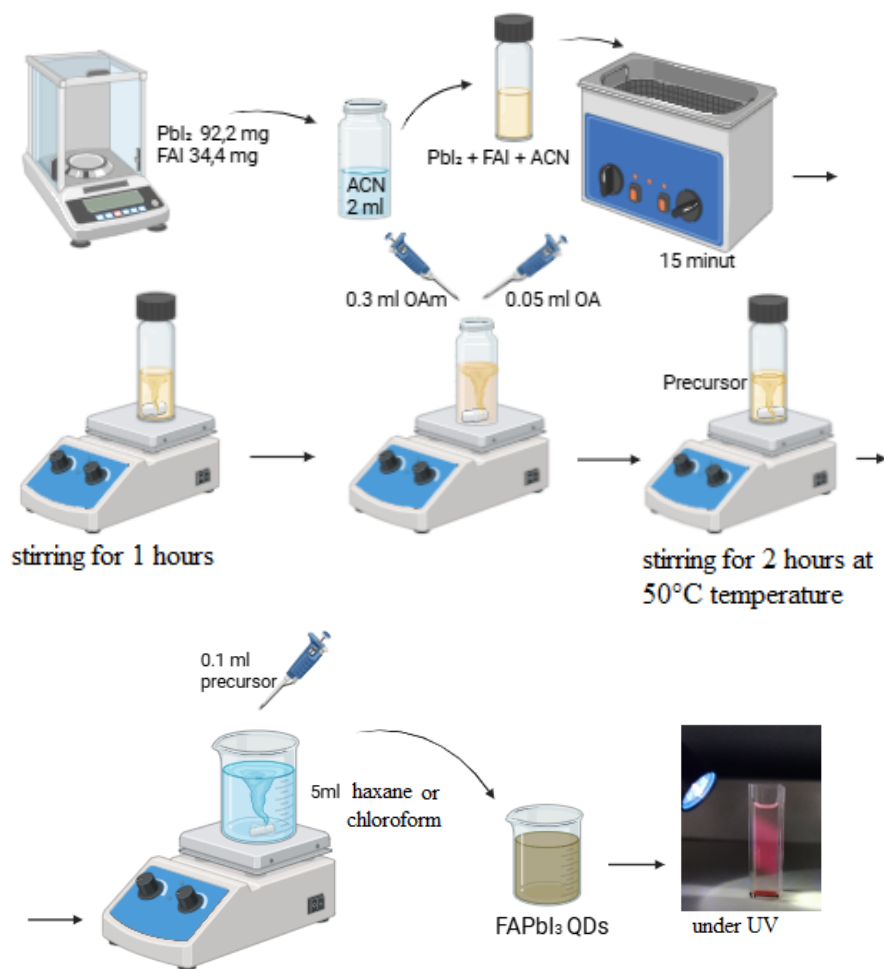 PbI₂ 92,2 mg
FAI 34,4 mg
ACN
2 ml
PbI₂ + FAI + ACN
15 minut
0.3 ml OAm
0.05 ml OA
Precursor
stirring for 1 hours
stirring for 2 hours at
50°C temperature
0.1 ml
precursor
5ml haxane or
chloroform
FAPbI₃ QDs
under UV